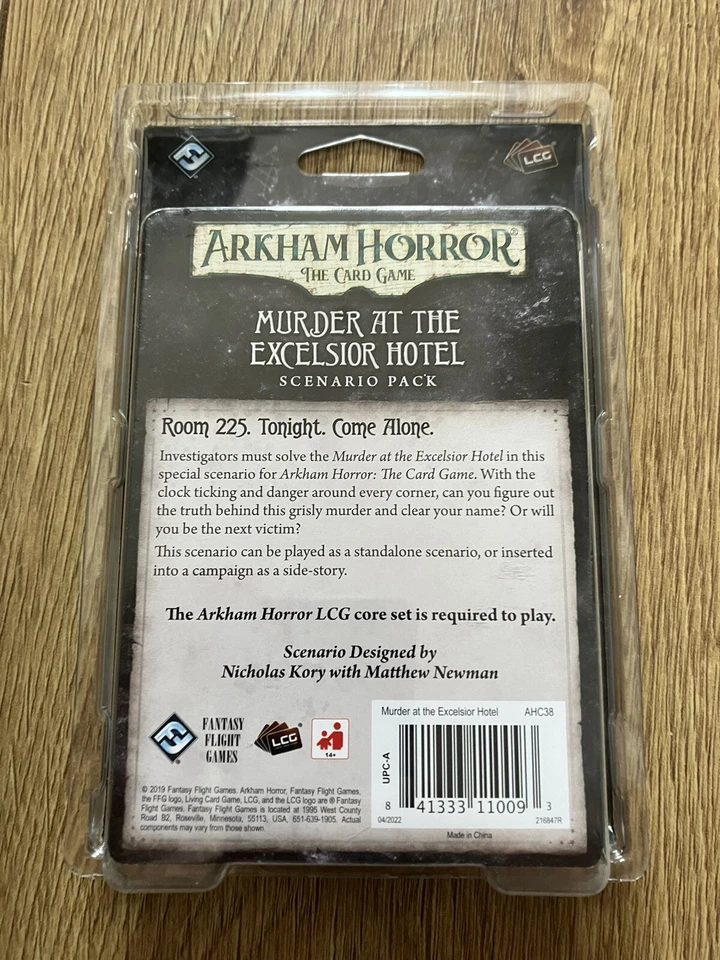 LCG
ARKHAM HORROR®
THE CARD GAME
MURDER AT THE
EXCELSIOR HOTEL
SCENARIO PACK
Room 225. Tonight. Come Alone.
Investigators must solve the Murder at the Excelsior Hotel in this
special scenario for Arkham Horror: The Card Game. With the
clock ticking and danger around every corner, can you figure out
the truth behind this grisly murder and clear your name? Or will
you be the next victim?
This scenario can be played as a standalone scenario, or inserted
into a campaign as a side-story.
The Arkham Horror LCG core set is required to play.
Scenario Designed by
Nicholas Kory with Matthew Newman
FANTASY
FLIGHT
GAMES
LCG
14+
© 2019 Fantasy Flight Games. Arkham Horror, Fantasy Flight Games,
the FFG logo, Living Card Game, LCG, and the LCG logo are ® Fantasy
Flight Games. Fantasy Flight Games is located at 1995 West County
Road B2, Roseville, Minnesota, 55113, USA, 651-639-1905. Actual
components may vary from those shown.
Murder at the Excelsior Hotel AHC38
UPC-A
8 41333 11009 3
04/2022 216847R
Made in China